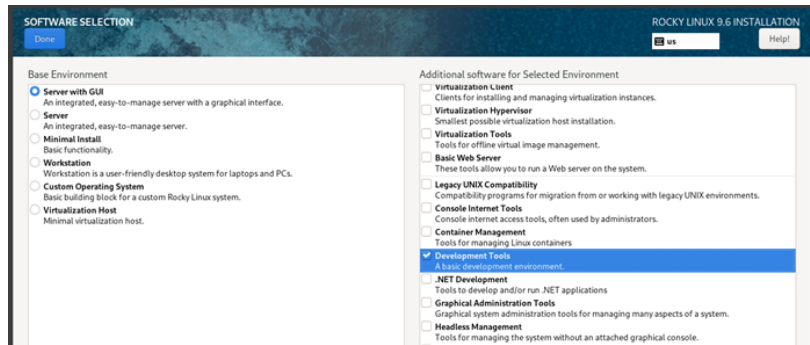 SOFTWARE SELECTION
ROCKY LINUX 9.6 INSTALLATION
Done
us
Help!
Base Environment
Server with GUI
An integrated, easy-to-manage server with a graphical interface.
Server
An integrated, easy-to-manage server.
Minimal Install
Basic functionality.
Workstation
Workstation is a user-friendly desktop system for laptops and PCs.
Custom Operating System
Basic building block for a custom Rocky Linux system.
Virtualization Host
Minimal virtualization host.
Additional software for Selected Environment
Virtualization Client
Clients for installing and managing virtualization instances.
Virtualization Hypervisor
Smallest possible virtualization host installation.
Virtualization Tools
Tools for offline virtual image management.
Basic Web Server
These tools allow you to run a Web server on the system.
Legacy UNIX Compatibility
Compatibility programs for migration from or working with legacy UNIX environments.
Console Internet Tools
Console internet access tools, often used by administrators.
Container Management
Tools for managing Linux containers
Development Tools
A basic development environment.
.NET Development
Tools to develop and/or run .NET applications
Graphical Administration Tools
Graphical system administration tools for managing many aspects of a system.
Headless Management
Tools for managing the system without an attached graphical console.